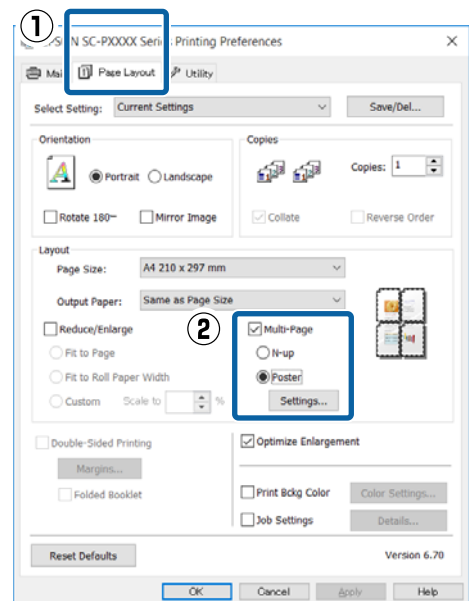 ①
N SC-PXXXX Series Printing Preferences
Mai Page Layout Utility
Select Setting: Current Settings Save/Del...
Orientation Copies
A Portrait Landscape Copies: 1
Rotate 180° Mirror Image Collate Reverse Order
Layout
Page Size: A4 210 x 297 mm
Output Paper: Same as Page Size
Reduce/Enlarge ② Multi-Page
Fit to Page N-up
Fit to Roll Paper Width Poster
Custom Scale to % Settings...
Double-Sided Printing Optimize Enlargement
Margins...
Folded Booklet Print Bckg Color Color Settings...
Job Settings Details...
Reset Defaults Version 6.70
OK Cancel Apply Help